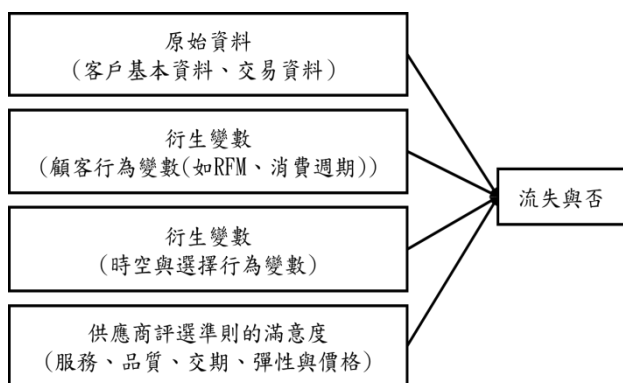 原始資料
(客戶基本資料、交易資料)
衍生變數
(顧客行為變數(如RFM、消費週期))
衍生變數
(時空與選擇行為變數)
供應商評選準則的滿意度
(服務、品質、交期、彈性與價格)
流失與否